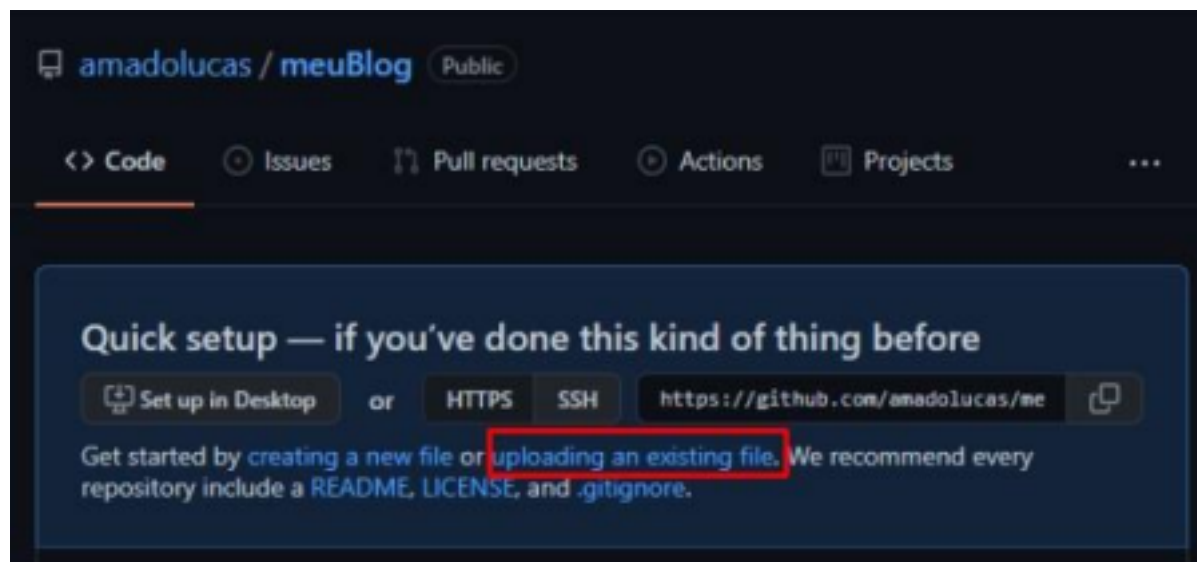 amadolucas / meuBlog Public
<> Code Issues Pull requests Actions Projects ...
Quick setup — if you've done this kind of thing before
Set up in Desktop or HTTPS SSH https://github.com/amadolucas/me
Get started by creating a new file or uploading an existing file. We recommend every
repository include a README, LICENSE, and .gitignore.